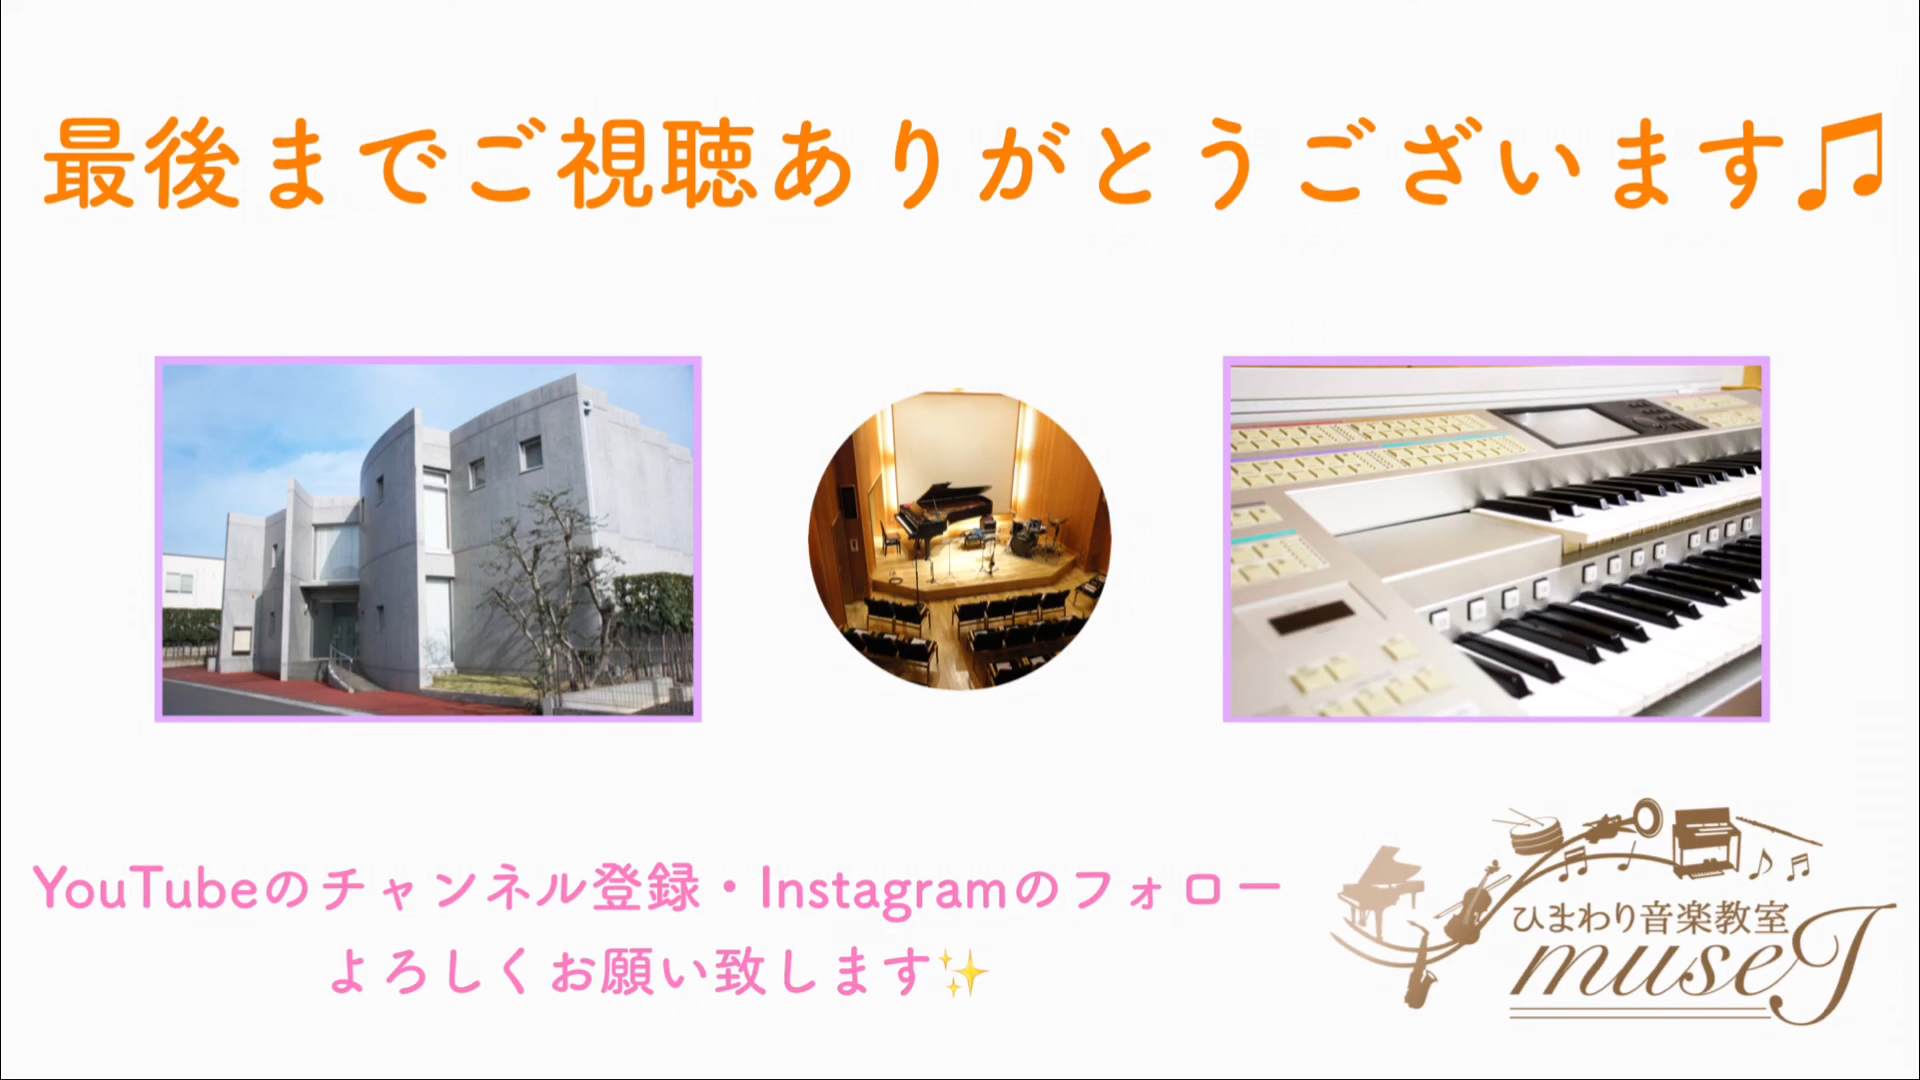 最後までご視聴ありがとうございます♫
YouTubeのチャンネル登録・Instagramのフォロー
よろしくお願い致します✨
ひまわり音楽教室
museJ